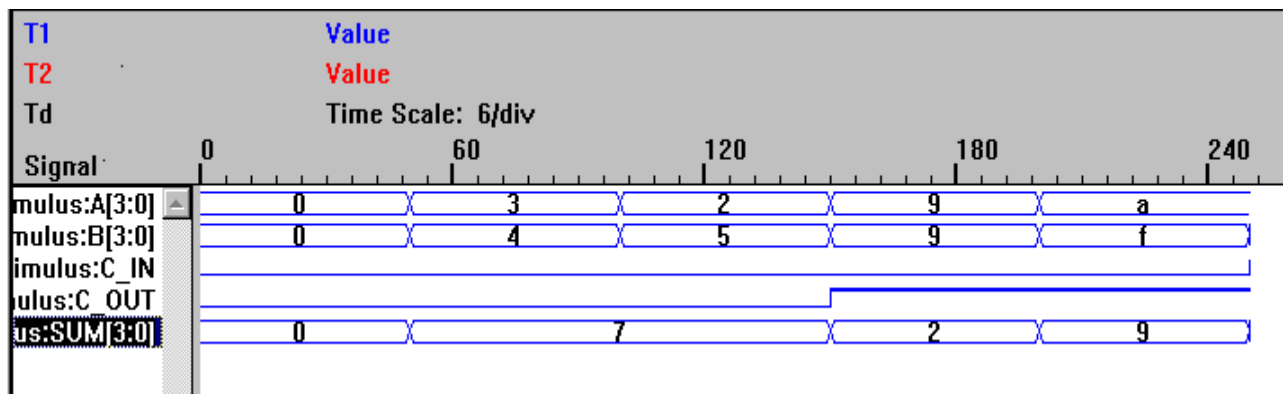 T1 Value
T2 Value
Td Time Scale: 6/div
Signal 0 60 120 180 240
mulus:A[3:0] 0 3 2 9 a
mulus:B[3:0] 0 4 5 9 f
imulus:C_IN
ulus:C_OUT
us:SUM[3:0] 0 7 2 9